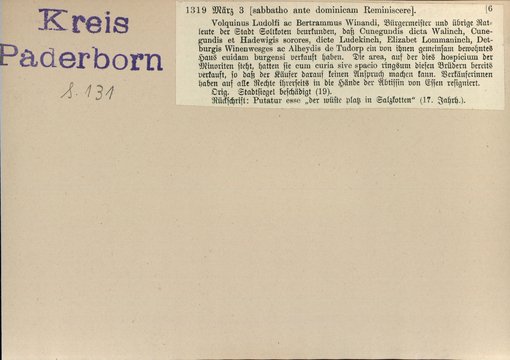 Kreis
Paderborn
S. 131
1319 März 3 [sabbatho ante dominicam Reminiscere]. [6
Volquinus Ludolfi ac Bertrammus Winandi, Bürgermeister und übrige Rat-
leute der Stadt Soltkoten beurkunden, daß Cunegundis dicta Walinch, Cune-
gundis et Hadewigis sorores, dicte Ludekinch, Elizabet Lommaninch, Det-
burgis Winenwesges ac Alheydis de Tudorp ein von ihnen gemeinsam bewohntes
Haus cuidam burgensi verkauft haben. Die area, auf der dies hospicium der
Minoriten steht, hatten sie cum curia sive spacio ringsum diesen Brüdern bereits
verkauft, so daß der Käufer darauf keinen Anspruch machen kann. Verkäuferinnen
haben auf alle Rechte ihrerseits in die Hände der Äbtissin von Essen resigniert.
Orig. Stadtsiegel beschädigt (19).
Rückschrift: Putatur esse „der wüste platz in Saltzkotten“ (17. Jahrh.).